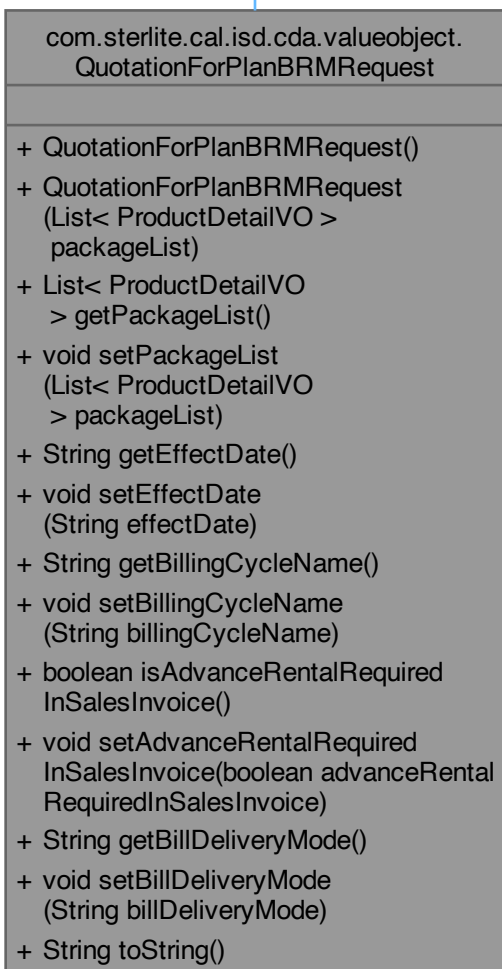 com.sterlite.cal.isd.cda.valueobject.
QuotationForPlanBRMRequest
+ QuotationForPlanBRMRequest()
+ QuotationForPlanBRMRequest
(List< ProductDetailVO >
packageList)
+ List< ProductDetailVO
> getPackageList()
+ void setPackageList
(List< ProductDetailVO
> packageList)
+ String getEffectDate()
+ void setEffectDate
(String effectDate)
+ String getBillingCycleName()
+ void setBillingCycleName
(String billingCycleName)
+ boolean isAdvanceRentalRequired
InSalesInvoice()
+ void setAdvanceRentalRequired
InSalesInvoice(boolean advanceRental
RequiredInSalesInvoice)
+ String getBillDeliveryMode()
+ void setBillDeliveryMode
(String billDeliveryMode)
+ String toString()